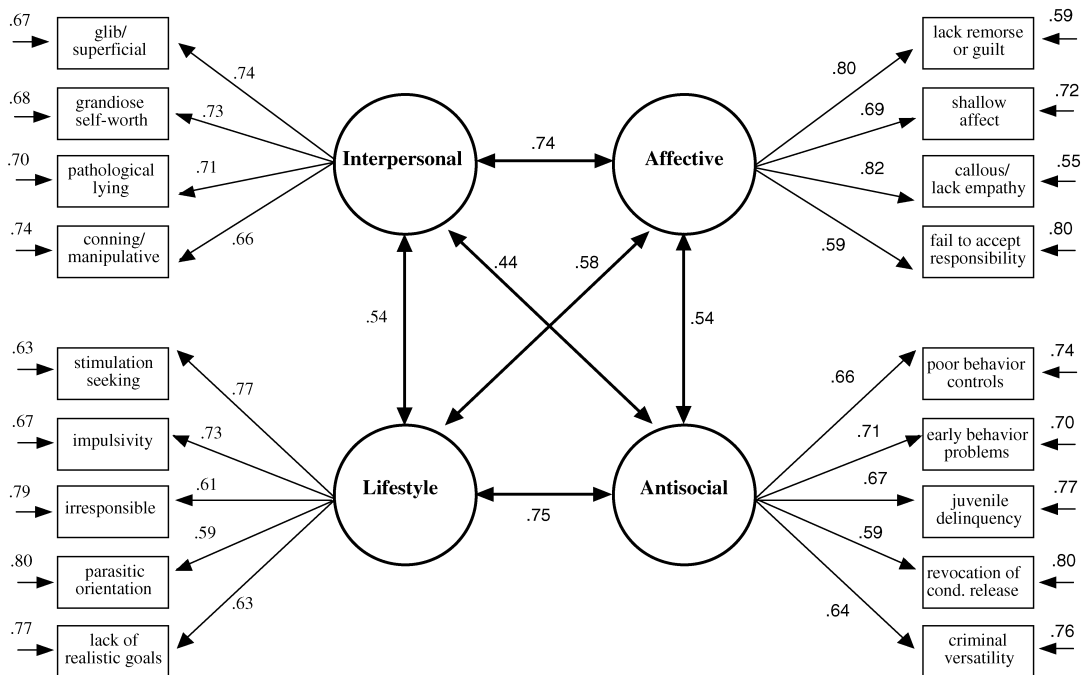 .67
glib/
superficial
.74
.68
grandiose
self-worth
.73
.70
pathological
lying
.71
.74
conning/
manipulative
.66
Interpersonal
.74
Affective
.80
lack remorse
or guilt
.59
.69
shallow
affect
.72
.82
callous/
lack empathy
.55
.59
fail to accept
responsibility
.80
.44
.58
.54
.54
.63
stimulation
seeking
.77
.67
impulsivity
.73
.79
irresponsible
.61
.80
parasitic
orientation
.59
.77
lack of
realistic goals
.63
Lifestyle
.75
Antisocial
.66
poor behavior
controls
.74
.71
early behavior
problems
.70
.67
juvenile
delinquency
.77
.59
revocation of
cond. release
.80
.64
criminal
versatility
.76